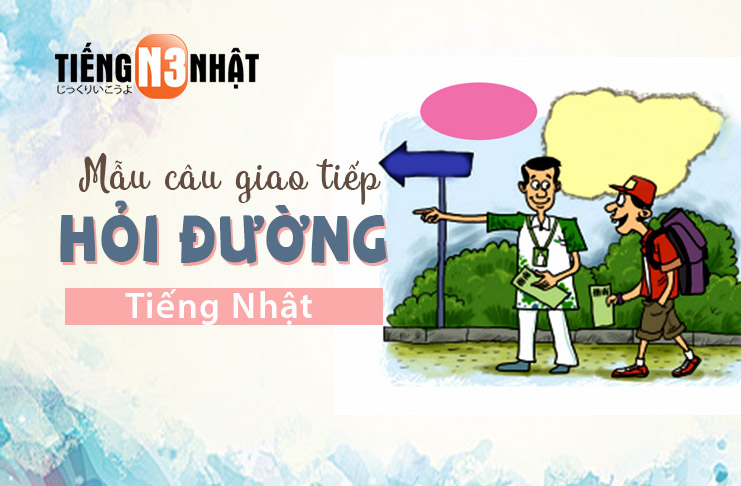 TIẾNG N3 NHẬT
じっくりいこうよ
Mẫu câu giao tiếp
HỎI ĐƯỜNG
Tiếng Nhật